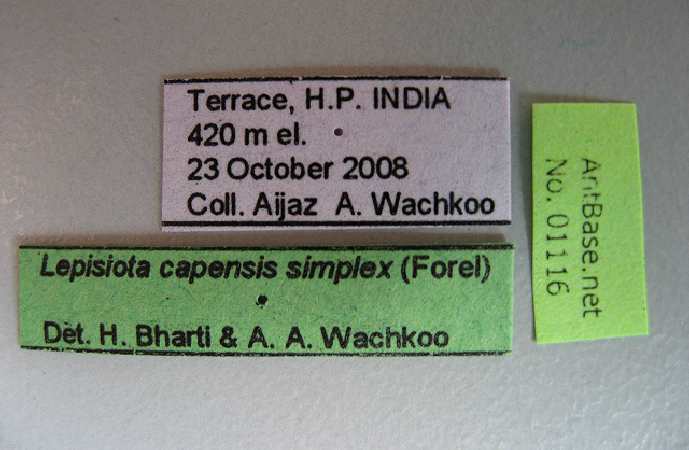 Terrace, H.P. INDIA
420 m el.
23 October 2008
Coll. Aijaz A. Wachkoo
Lepisiota capensis simplex (Forel)
Det. H. Bharti & A. A. Wachkoo
AntBase.net
No. 01116